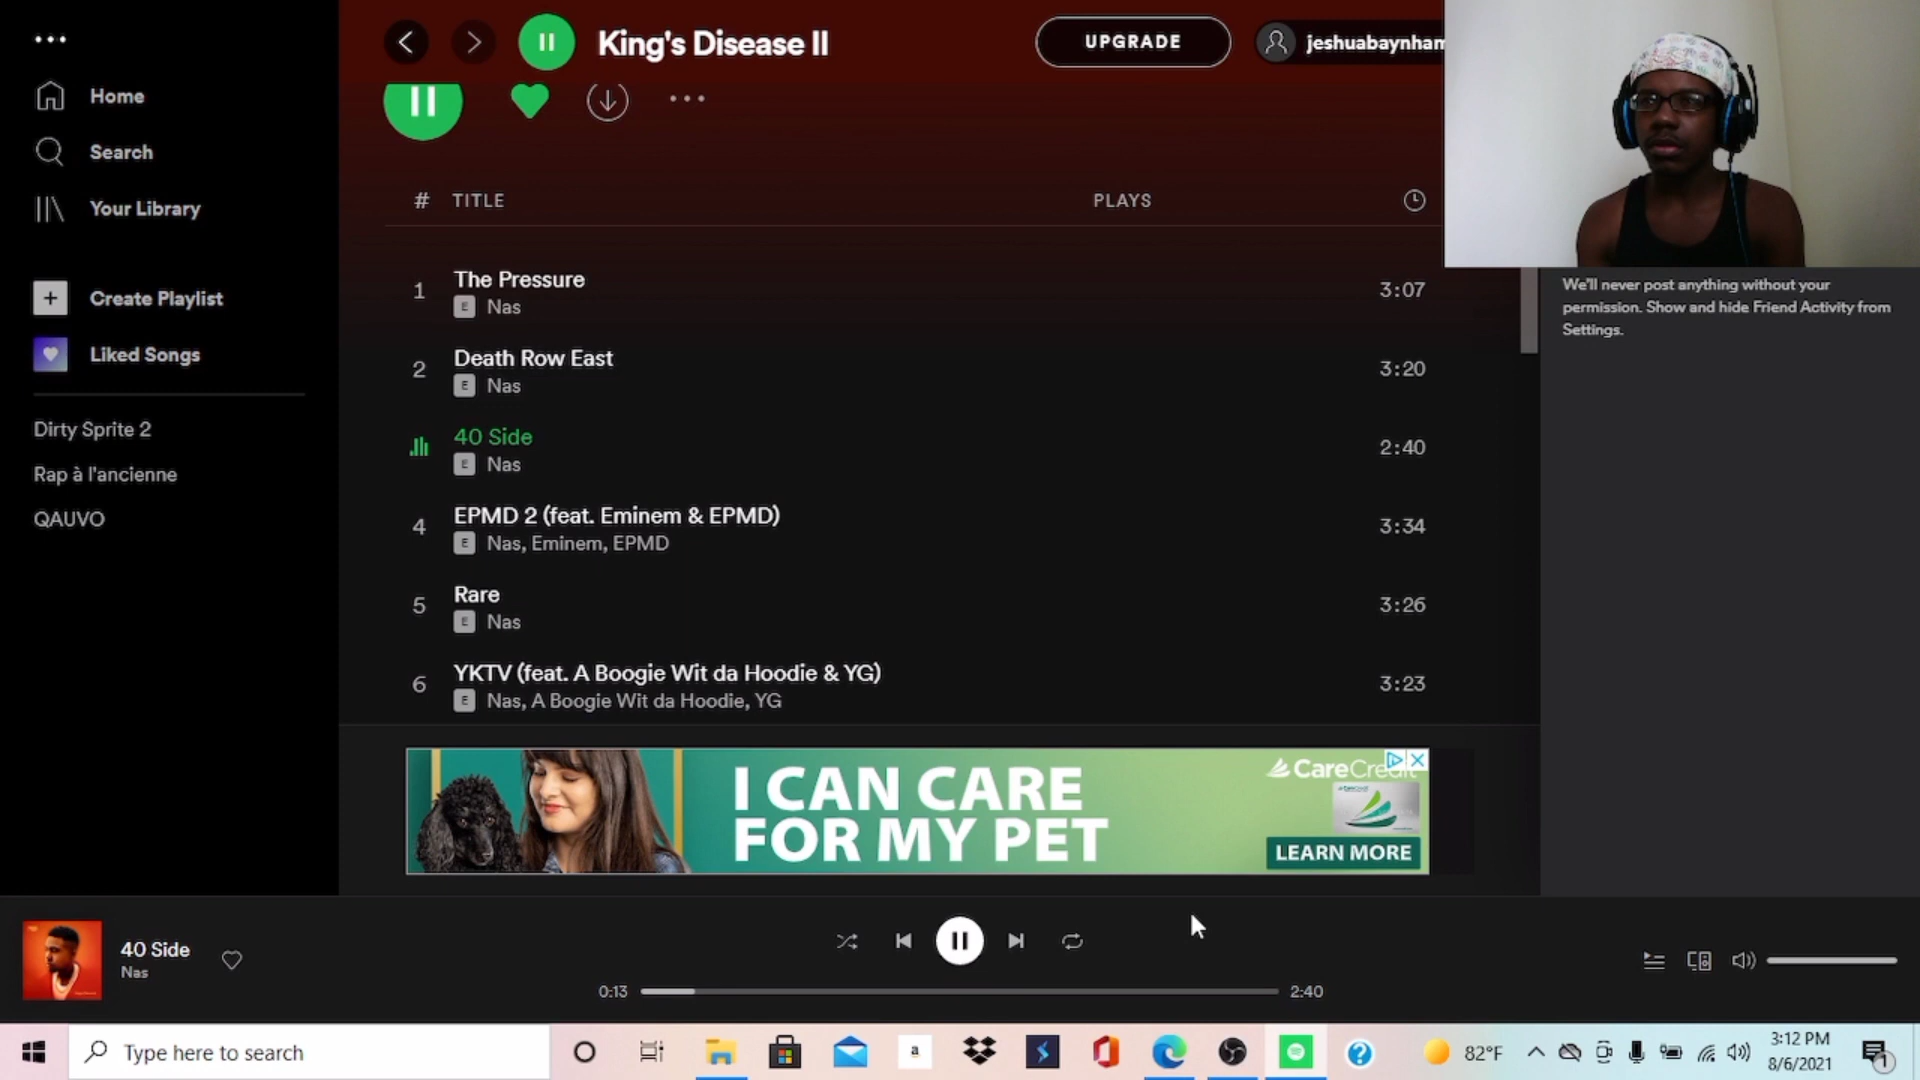 King's Disease II
UPGRADE
jeshuabaynham
Home
Search
Your Library
Create Playlist
Liked Songs
Dirty Sprite 2
Rap à l'ancienne
QAUVO
# TITLE PLAYS
1 The Pressure 3:07
E Nas
2 Death Row East 3:20
E Nas
40 Side 2:40
E Nas
4 EPMD 2 (feat. Eminem & EPMD) 3:34
E Nas, Eminem, EPMD
5 Rare 3:26
E Nas
6 YKTV (feat. A Boogie Wit da Hoodie & YG) 3:23
E Nas, A Boogie Wit da Hoodie, YG
We'll never post anything without your
permission. Show and hide Friend Activity from
Settings.
I CAN CARE
FOR MY PET
CareCredit
LEARN MORE
40 Side
Nas
0:13 2:40
Type here to search
a
82°F
3:12 PM
8/6/2021
1